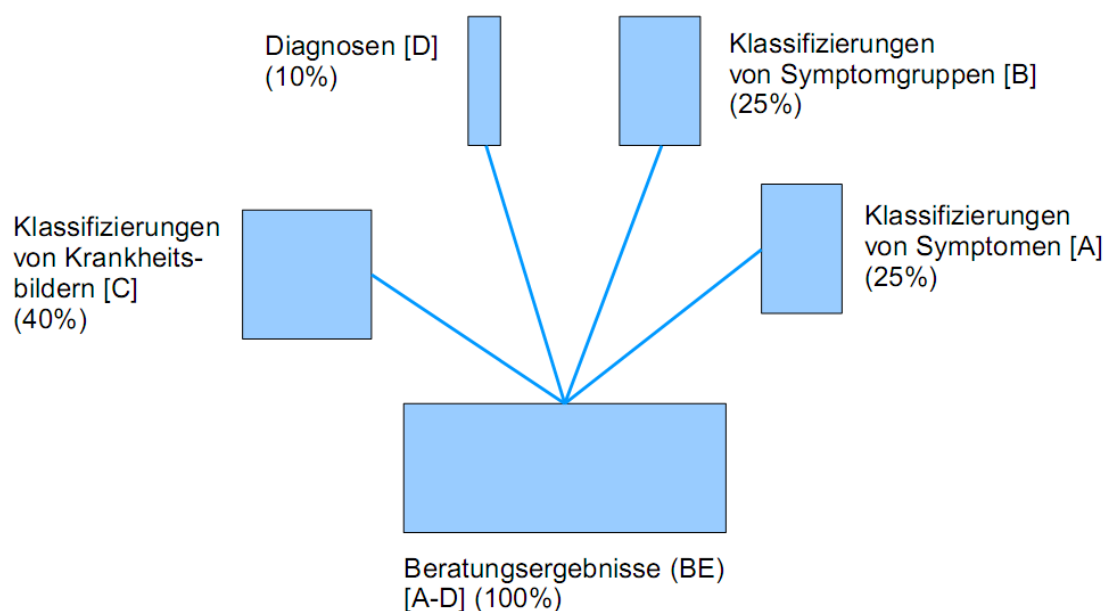 Diagnosen [D]
(10%)
Klassifizierungen
von Symptomgruppen [B]
(25%)
Klassifizierungen
von Krankheits-
bildern [C]
(40%)
Klassifizierungen
von Symptomen [A]
(25%)
Beratungsergebnisse (BE)
[A-D] (100%)